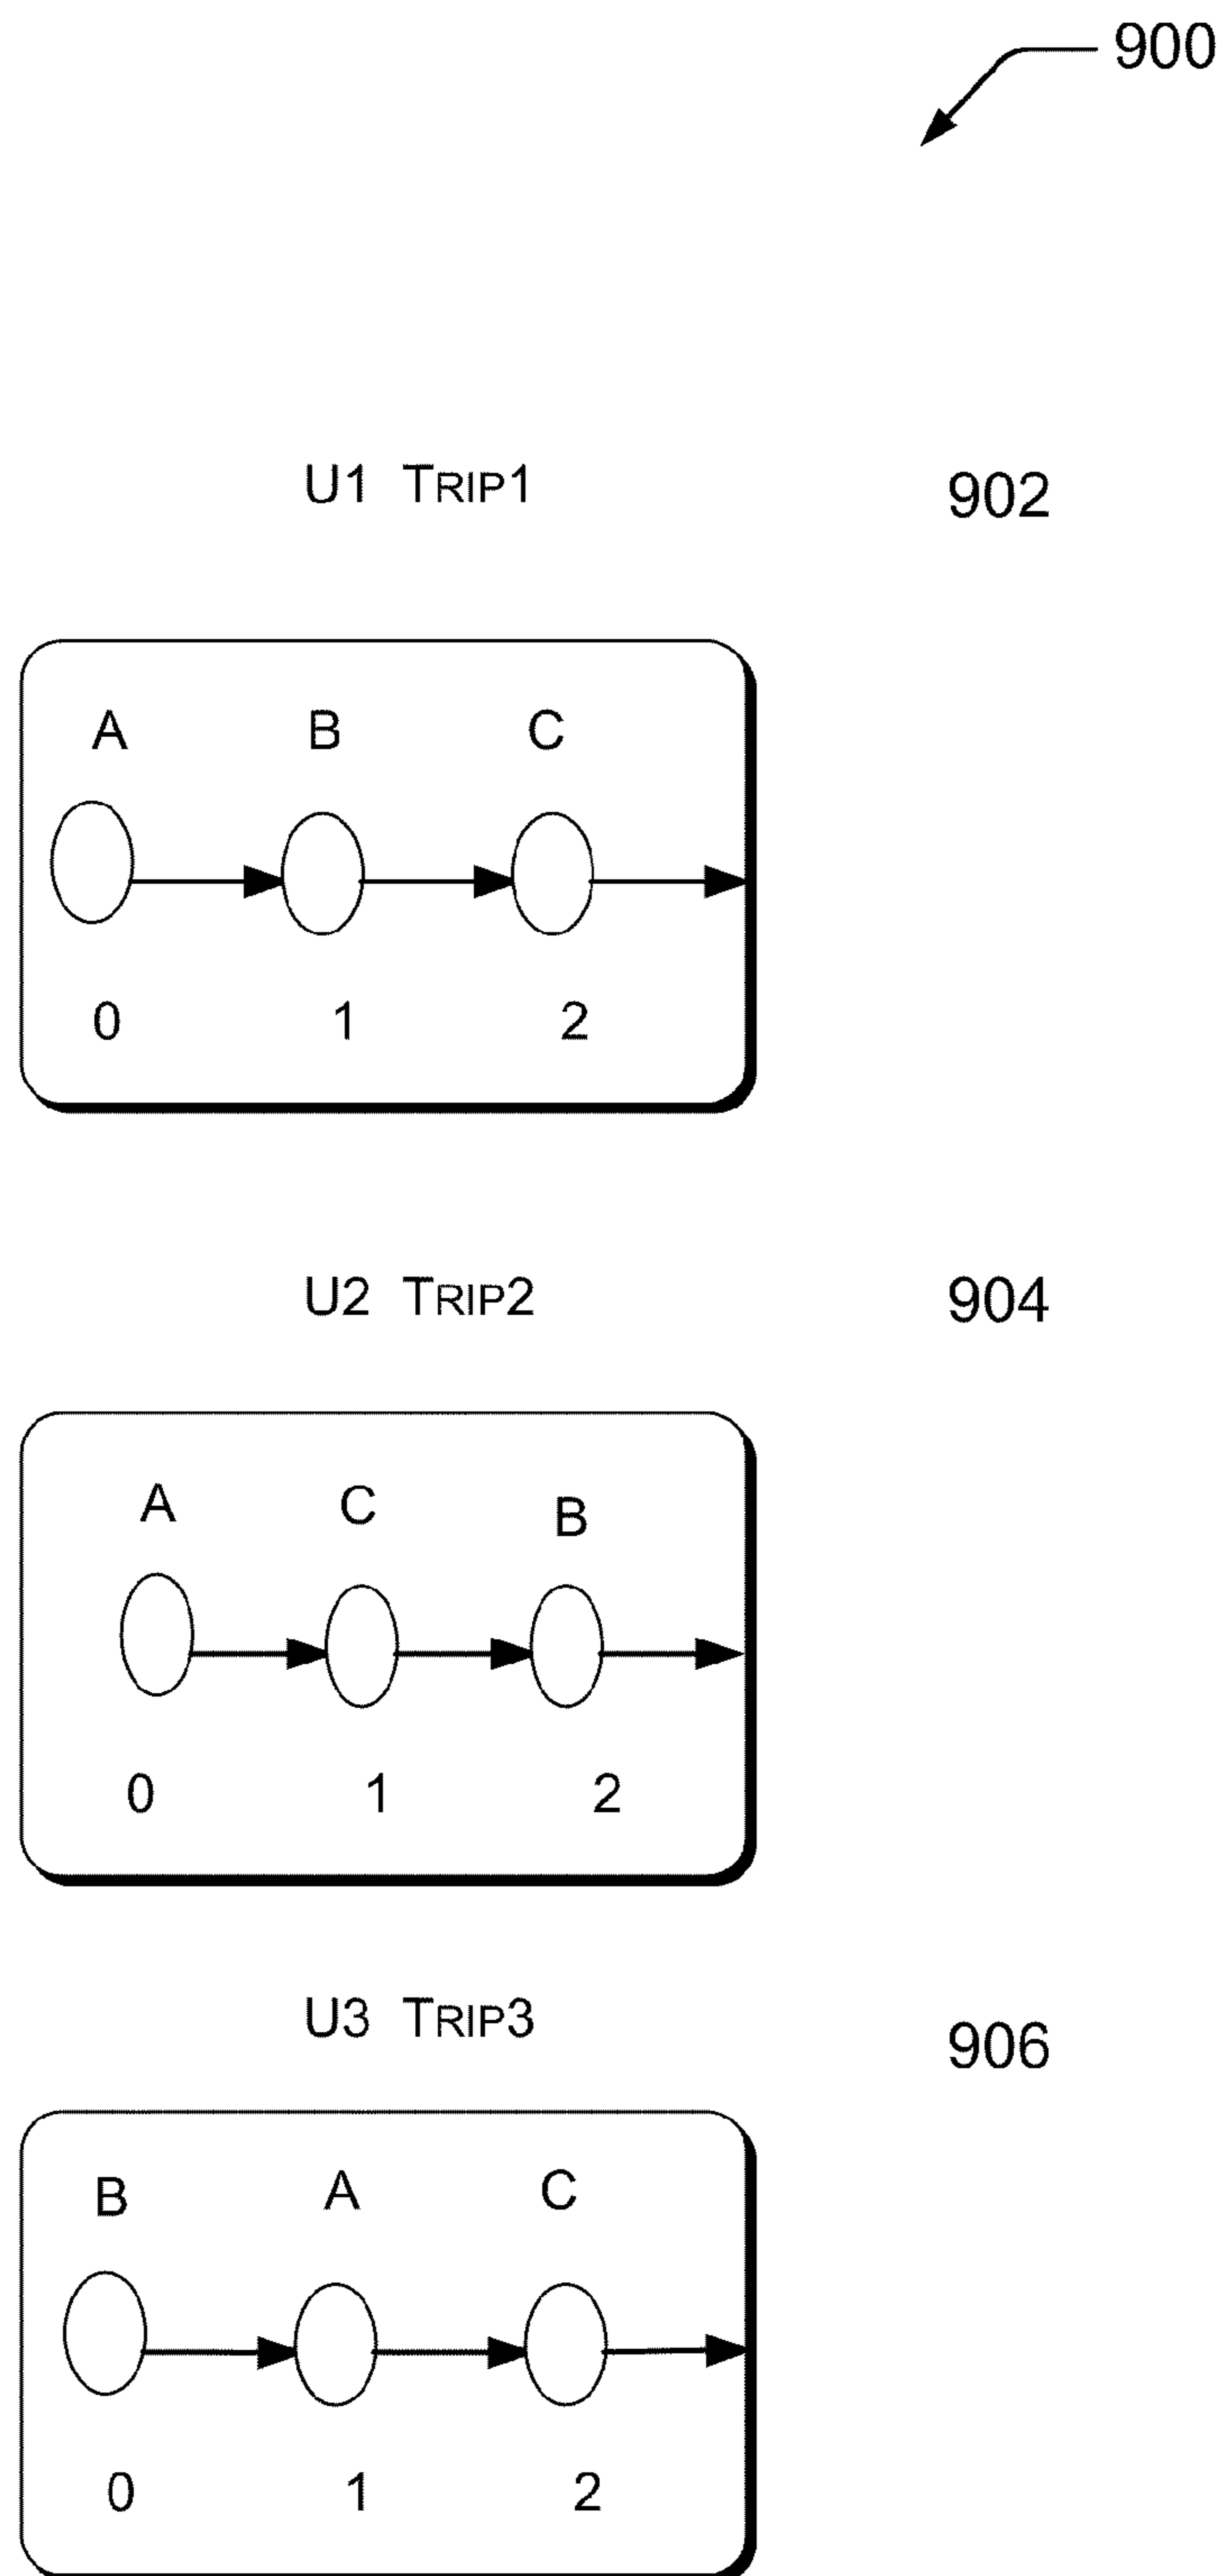 900
U1 TRIP1 902
A B C
0 1 2
U2 TRIP2 904
A C B
0 1 2
U3 TRIP3 906
B A C
0 1 2